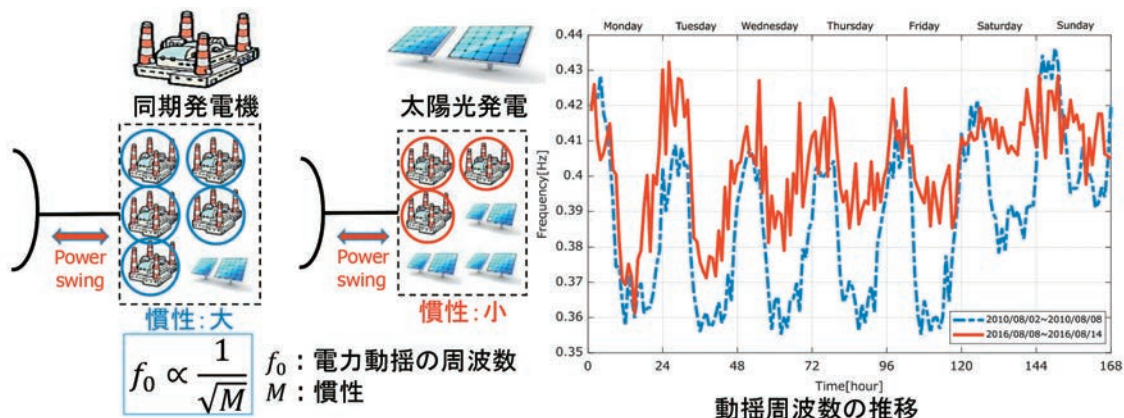 同期発電機
太陽光発電
Power
swing
慣性:大
Power
swing
慣性:小
f₀ ∝ 1/√M
f₀:電力動揺の周波数
M:慣性
Monday Tuesday Wednesday Thursday Friday Saturday Sunday
Frequency[Hz]
0.44
0.43
0.42
0.41
0.4
0.39
0.38
0.37
0.36
0.35
2010/08/02~2010/08/08
2016/08/08~2016/08/14
0 24 48 72 96 120 144 168
Time[hour]
動揺周波数の推移